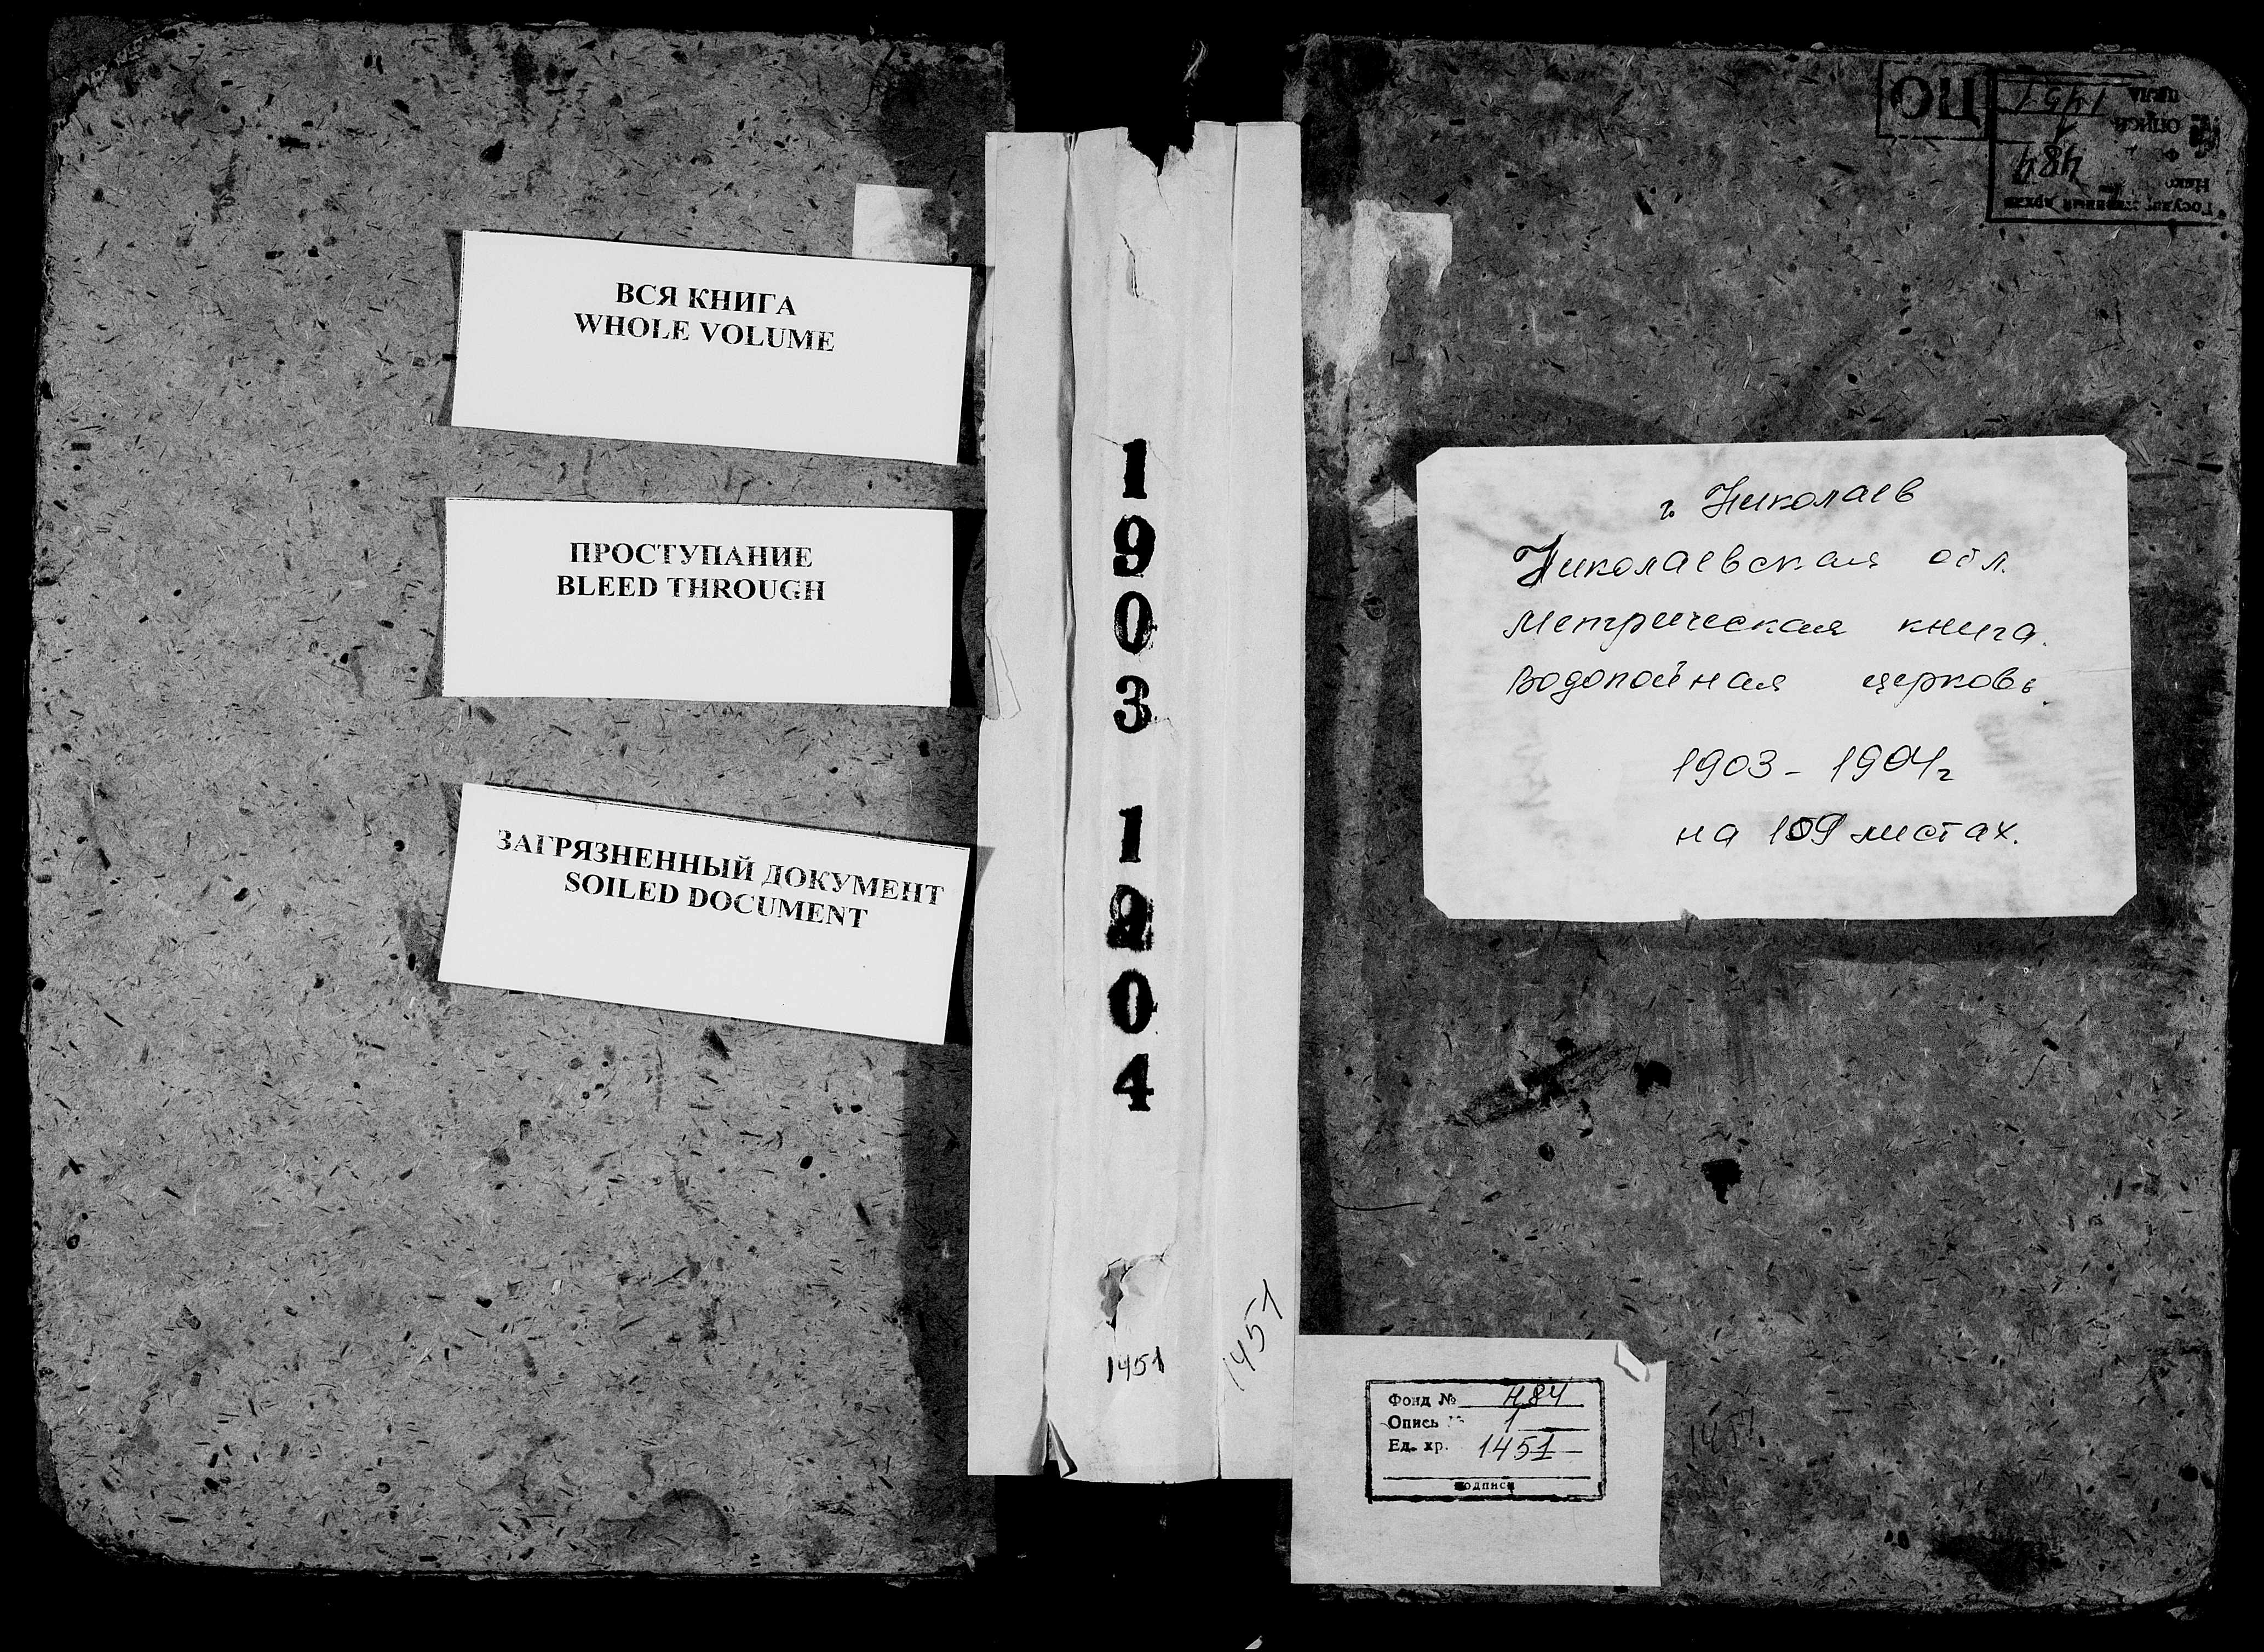 ВСЯ КНИГА
WHOLE VOLUME
ПРОСТУПАНИЕ
BLEED THROUGH
ЗАГРЯЗНЕННЫЙ ДОКУМЕНТ
SOILED DOCUMENT
1903 1904
1451
1451
ОЦ
1451
1
484
г. Николаев
Николаевская обл.
Метрическая книга.
Водопойная церковь.
1903 - 1904г
на 109 листах.
Фонд № 484
Опись № 1
Ед. хр. 1451
подписи
1451